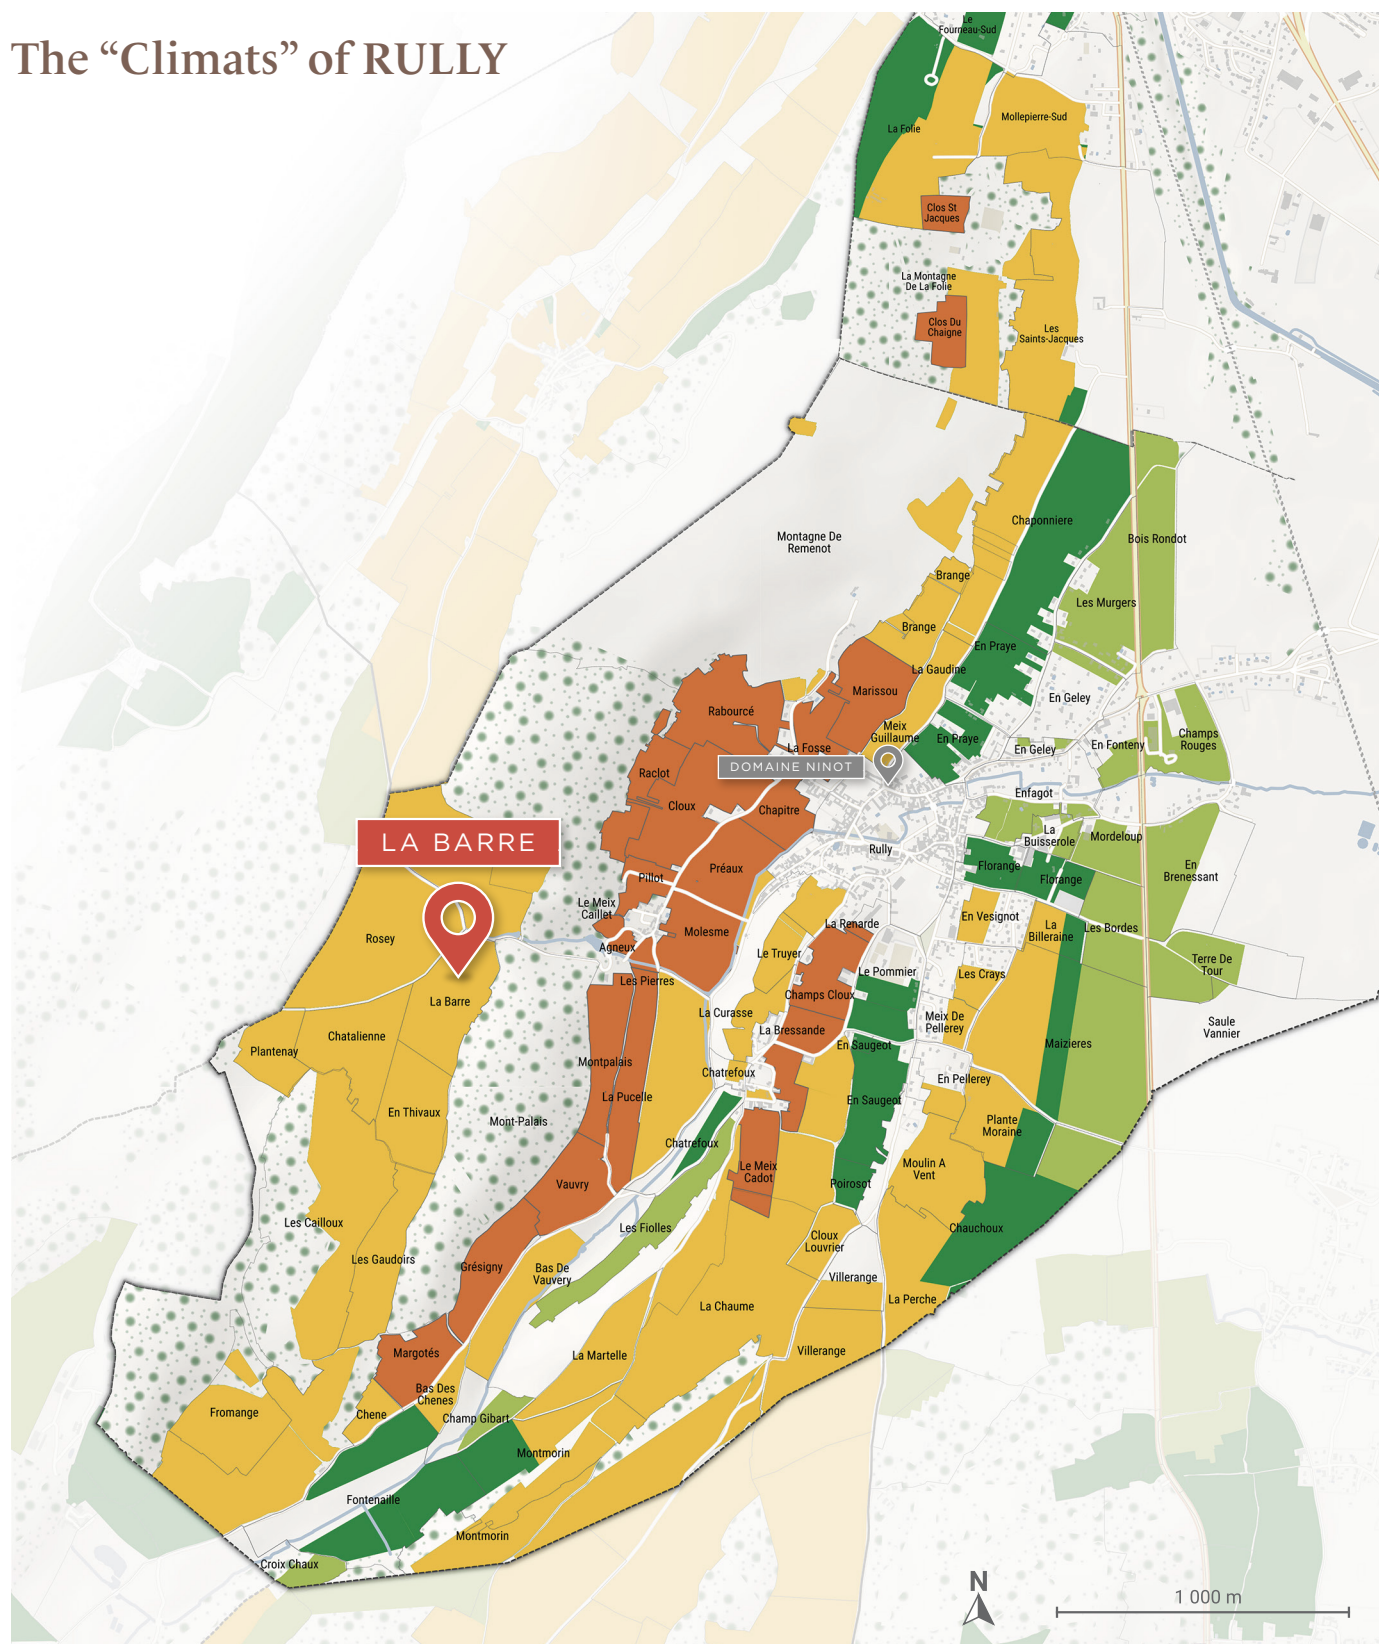 The “Climats” of RULLY
Le
Fourneau-Sud
Mollepierre-Sud
La Folie
Clos St
Jacques
La Montagne
De La Folie
Clos Du
Chaigne
Les
Saints-Jacques
Chaponniere
Montagne De
Remenot
Bois Rondot
Brange
Les Murgers
Brange
En Praye
La Gaudine
Marissou
En Geley
Rabourcé
Meix
Guillaume
En Praye
Champs
Rouges
La Fosse
En Geley
En Fonteny
DOMAINE NINOT
Raclot
Enfagot
Cloux
Chapitre
La
Buisserole
Mordeloup
LA BARRE
Rully
Préaux
Florange
Florange
En
Brenessant
Pillot
Le Meix
Caillet
La Renarde
En Vesignot
La
Billeraine
Les Bordes
Rosey
Molesme
Agneux
Le Truyer
Terre De
Tour
Le Pommier
Les Crays
Les Pierres
La Barre
Champs Cloux
La Curasse
Meix De
Pellerey
Saule
Vannier
Chatalienne
La Bressande
Plantenay
En Saugeot
Maizieres
Montpalais
Chatrefoux
En Pellerey
La Pucelle
En Saugeot
En Thivaux
Mont-Palais
Plante
Moraine
Chatrefoux
Le Meix
Cadot
Moulin A
Vent
Vauvry
Poirosot
Les Cailloux
Les Fiolles
Chauchoux
Cloux
Louvrier
Les Gaudoirs
Grésigny
Bas De
Vauvery
Villerange
La Chaume
La Perche
Margotés
La Martelle
Villerange
Bas Des
Chenes
Fromange
Chene
Champ Gibart
Montmorin
Fontenaille
Montmorin
Croix Chaux
N
1 000 m